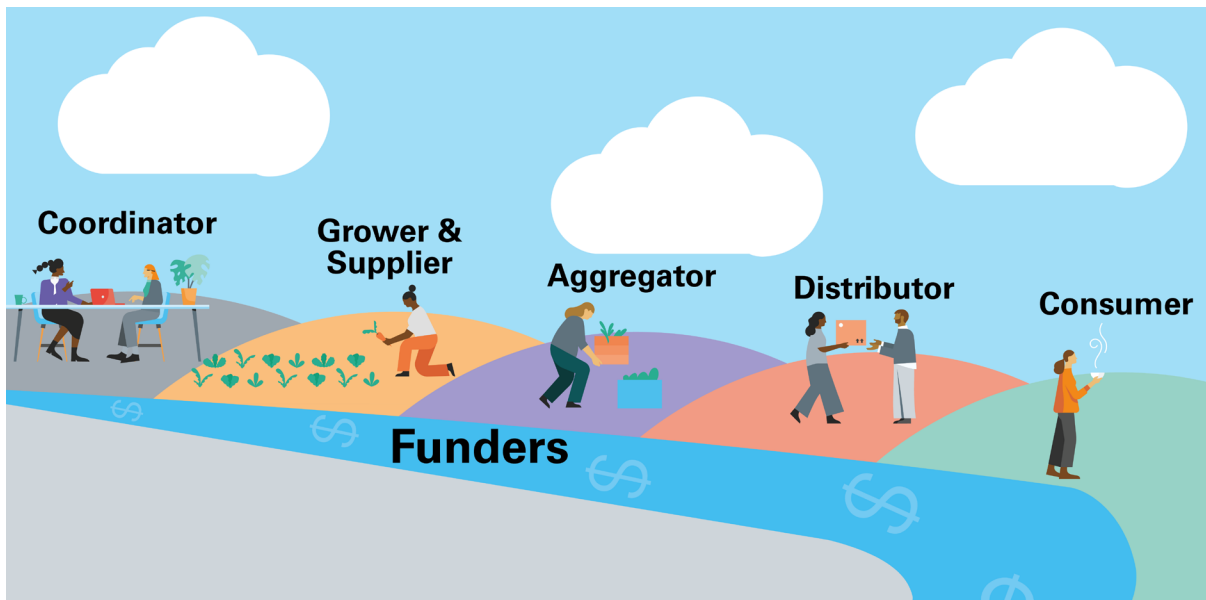 Coordinator
Grower &
Supplier
Aggregator
Distributor
Consumer
Funders
$
$
$
$
$